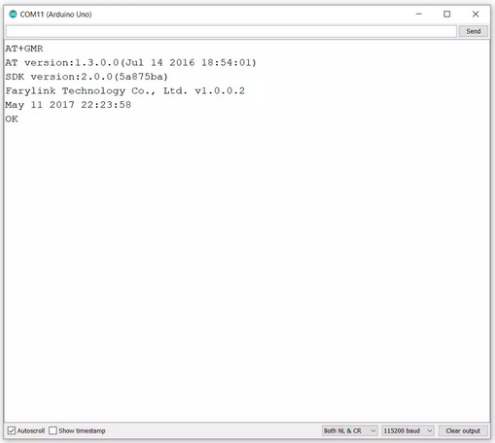 COM11 (Arduino Uno)
Send
AT+GMR
AT version:1.3.0.0(Jul 14 2016 18:54:01)
SDK version:2.0.0(5a875ba)
Farylink Technology Co., Ltd. v1.0.0.2
May 11 2017 22:23:58
OK
Autoscroll Show timestamp Both NL & CR 115200 baud Clear output